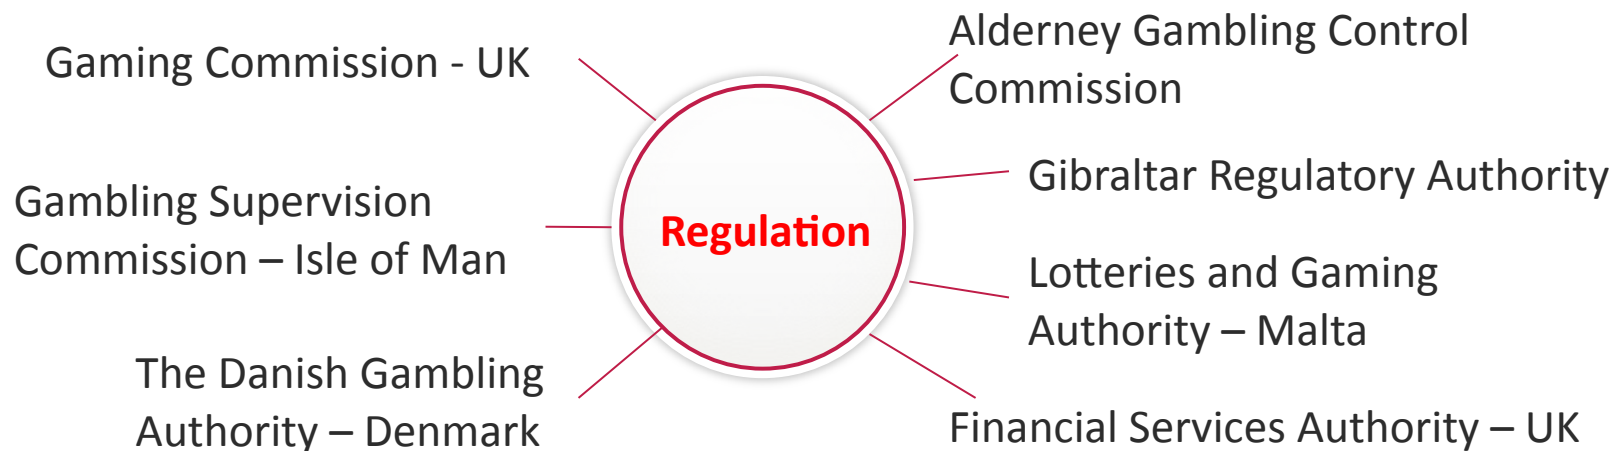 Gaming Commission - UK
Gambling Supervision
Commission – Isle of Man
The Danish Gambling
Authority – Denmark
Regulation
Alderney Gambling Control
Commission
Gibraltar Regulatory Authority
Lotteries and Gaming
Authority – Malta
Financial Services Authority – UK